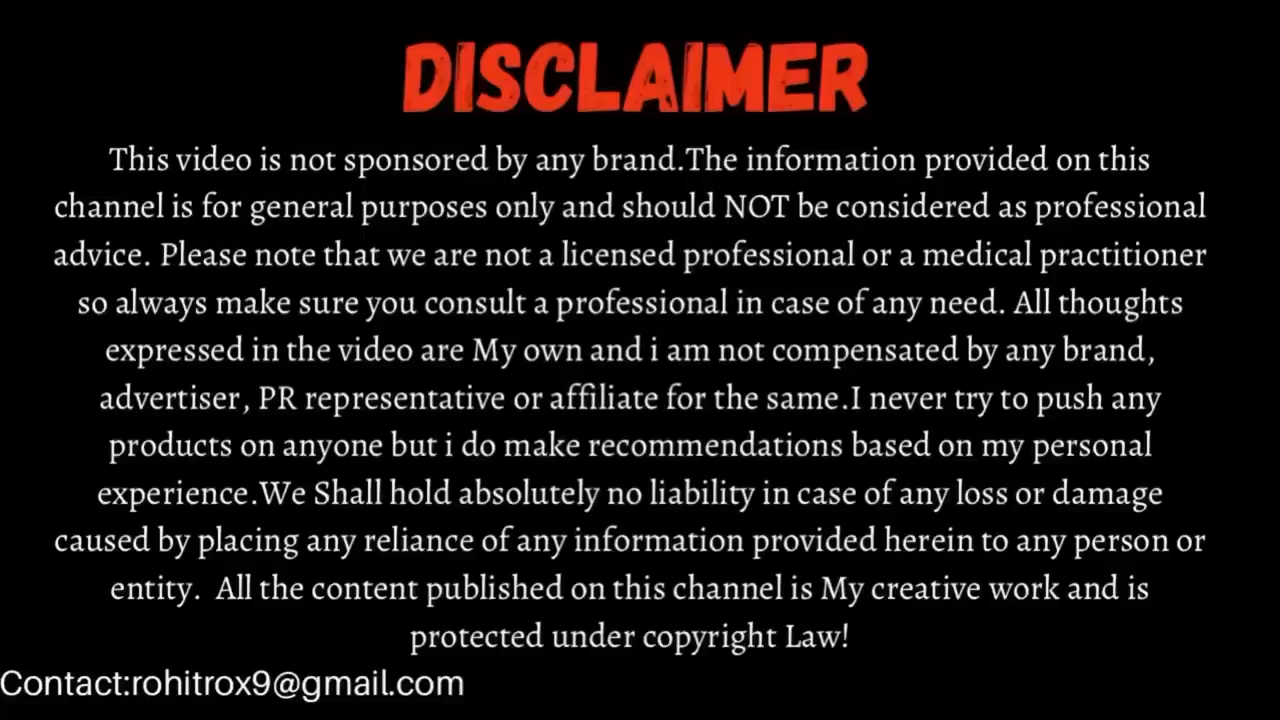 DISCLAIMER
This video is not sponsored by any brand.The information provided on this
channel is for general purposes only and should NOT be considered as professional
advice. Please note that we are not a licensed professional or a medical practitioner
so always make sure you consult a professional in case of any need. All thoughts
expressed in the video are My own and i am not compensated by any brand,
advertiser, PR representative or affiliate for the same.I never try to push any
products on anyone but i do make recommendations based on my personal
experience.We Shall hold absolutely no liability in case of any loss or damage
caused by placing any reliance of any information provided herein to any person or
entity.  All the content published on this channel is My creative work and is
protected under copyright Law!
Contact:rohitrox9@gmail.com